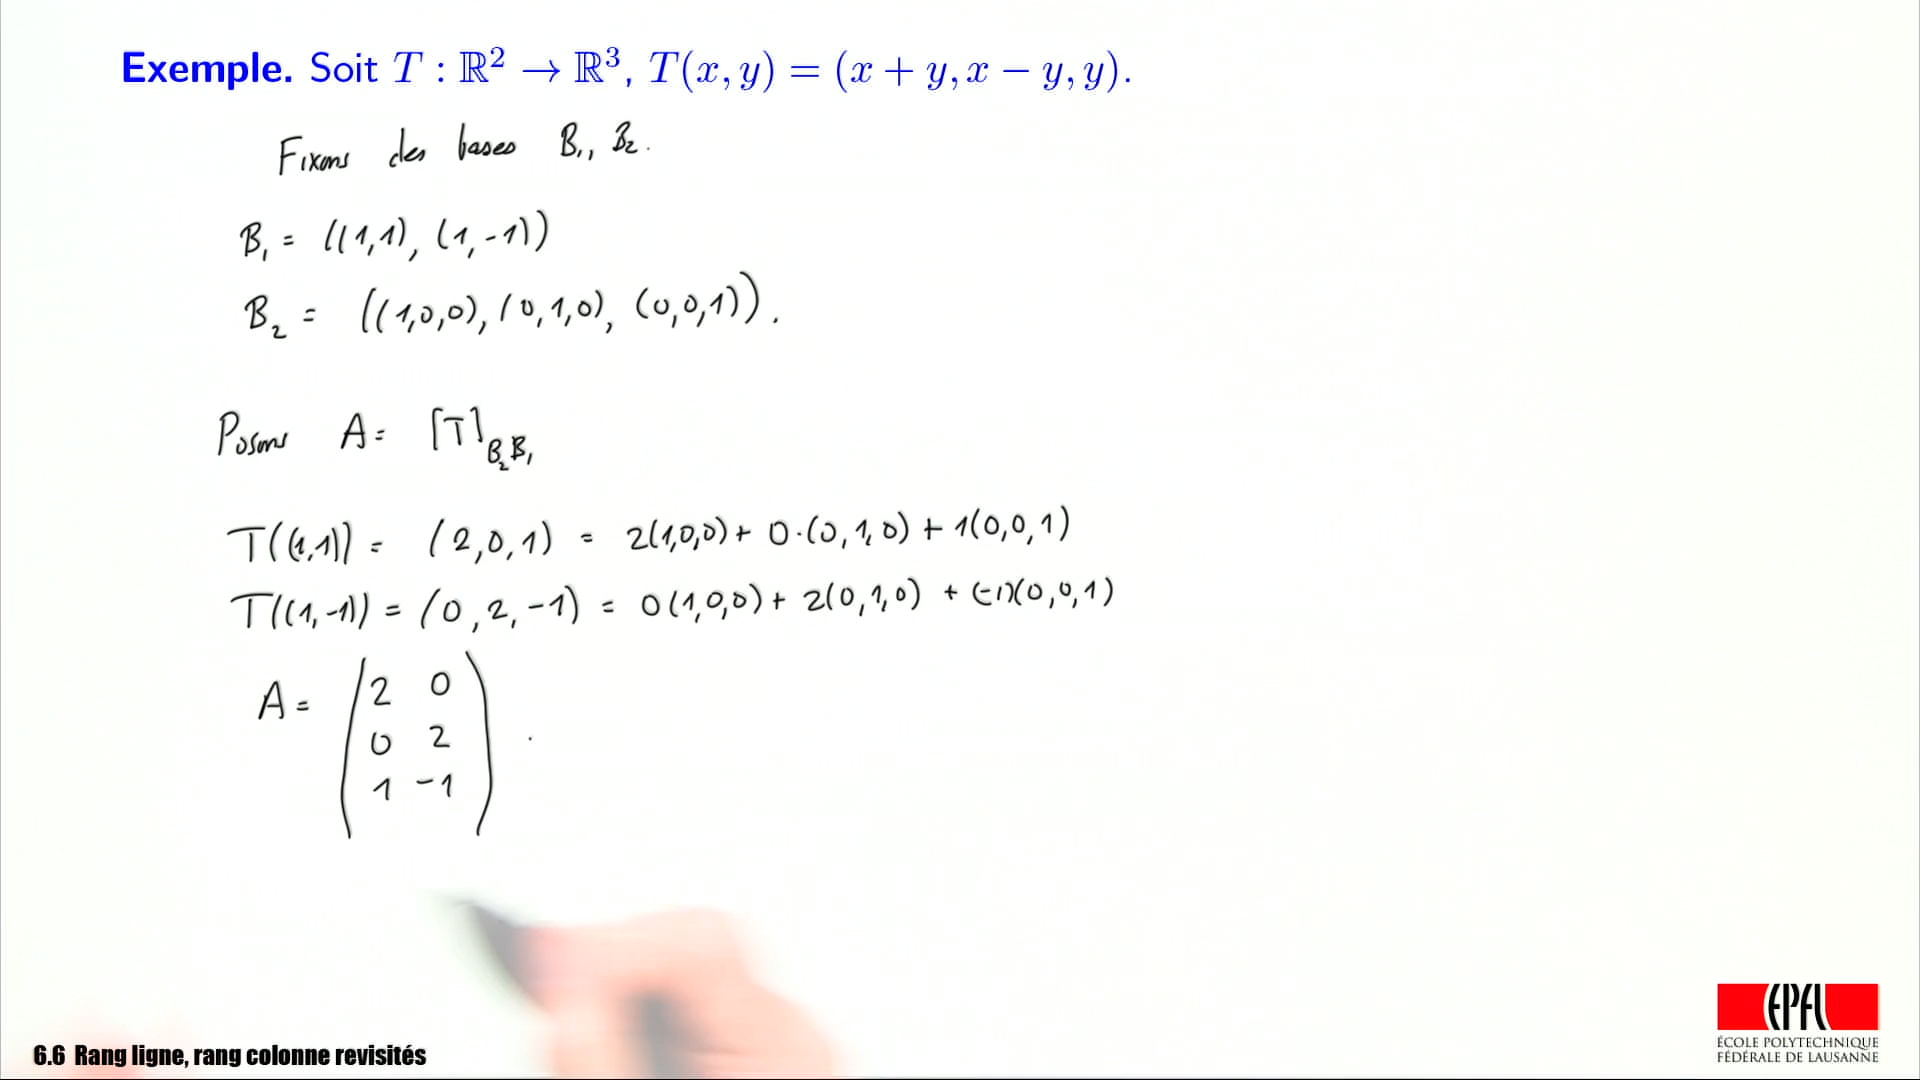 Exemple. Soit T : ℝ² → ℝ³, T(x, y) = (x + y, x − y, y).
Fixons des bases B₁, B₂.
B₁ = ((1,1), (1,-1))
B₂ = ((1,0,0), (0,1,0), (0,0,1)).
Posons A = [T]_{B₂B₁}
T((1,1)) = (2,0,1) = 2(1,0,0) + 0·(0,1,0) + 1(0,0,1)
T((1,-1)) = (0,2,-1) = 0(1,0,0) + 2(0,1,0) + (-1)(0,0,1)
A = (2 0
0 2
1 -1).
EPFL
ÉCOLE POLYTECHNIQUE
FÉDÉRALE DE LAUSANNE
6.6 Rang ligne, rang colonne revisités